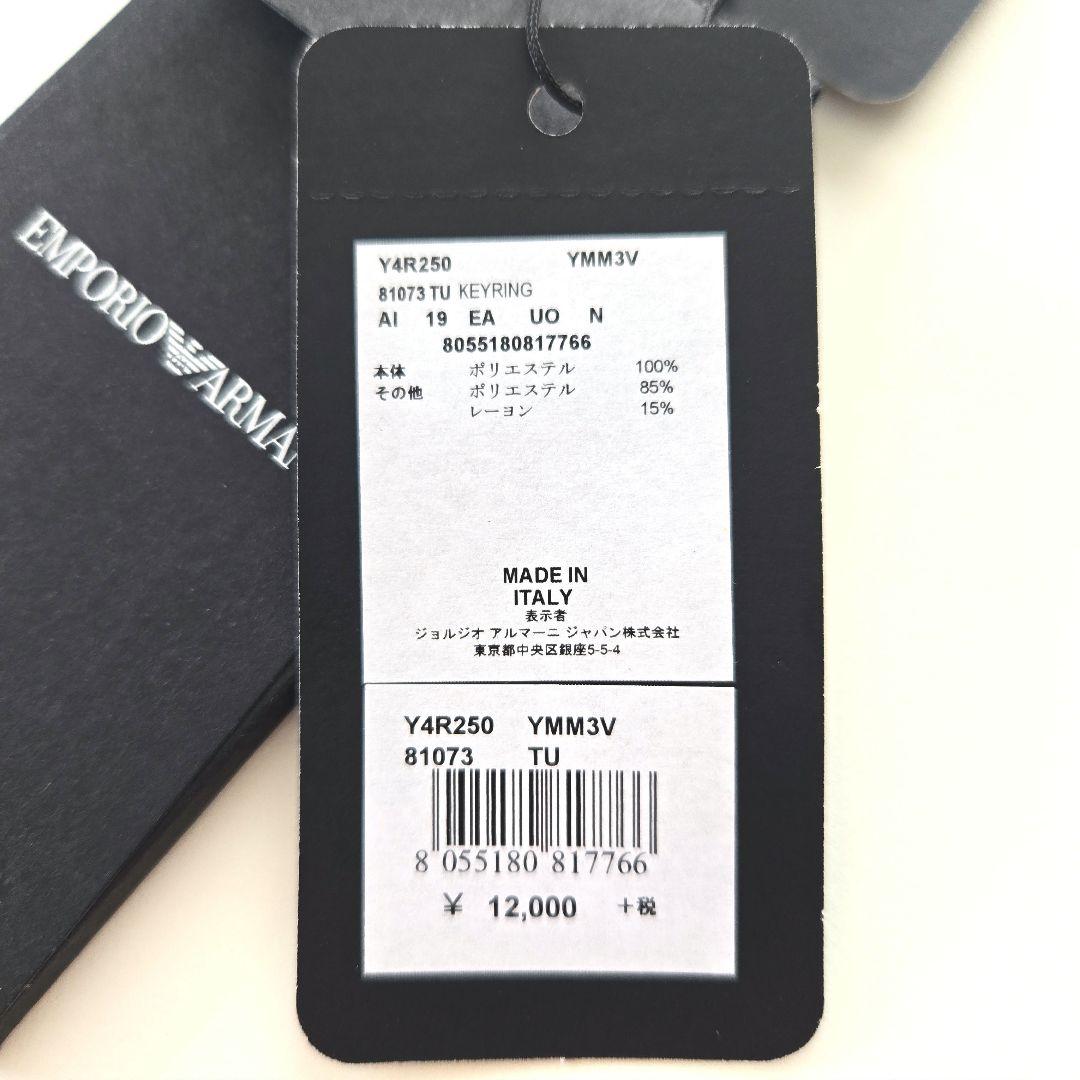 EMPORIO ARMA
Y4R250 YMM3V
81073 TU KEYRING
AI 19 EA UO N
8055180817766
本体 ポリエステル 100%
その他 ポリエステル 85%
レーヨン 15%
MADE IN
ITALY
表示者
ジョルジオ アルマーニ ジャパン株式会社
東京都中央区銀座5-5-4
Y4R250 YMM3V
81073 TU
8 055180 817766
¥ 12,000 +税